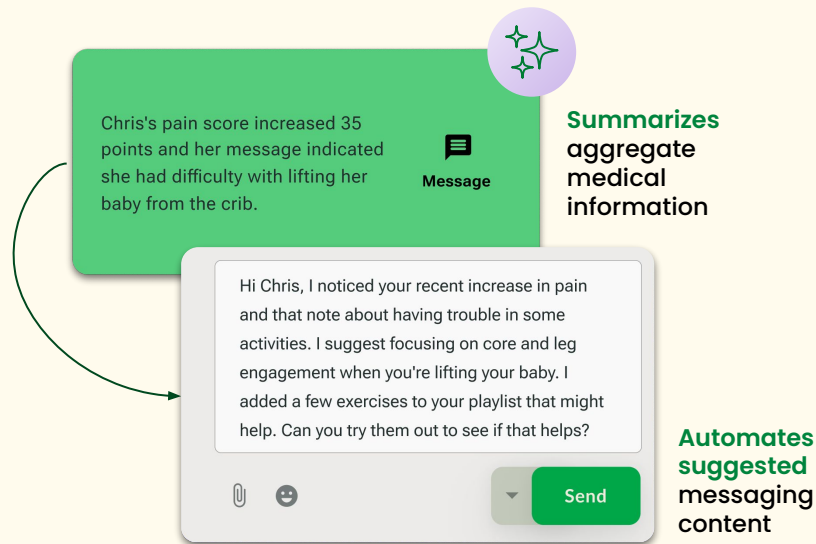 Chris's pain score increased 35
points and her message indicated
she had difficulty with lifting her
baby from the crib.
Message
Summarizes
aggregate
medical
information
Hi Chris, I noticed your recent increase in pain
and that note about having trouble in some
activities. I suggest focusing on core and leg
engagement when you're lifting your baby. I
added a few exercises to your playlist that might
help. Can you try them out to see if that helps?
Send
Automates
suggested
messaging
content